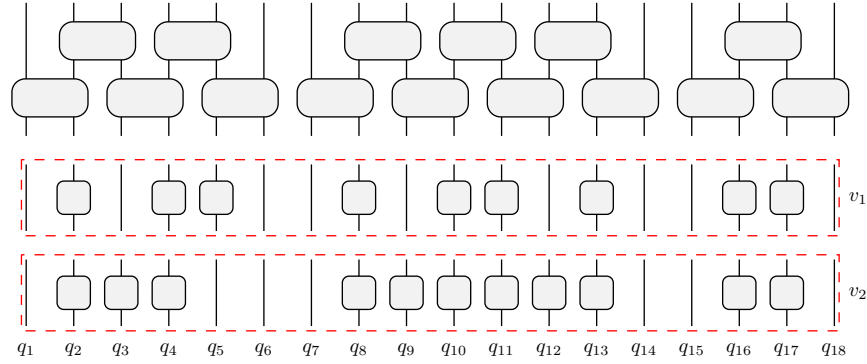 v₁
v₂
q₁ q₂ q₃ q₄ q₅ q₆ q₇ q₈ q₉ q₁₀ q₁₁ q₁₂ q₁₃ q₁₄ q₁₅ q₁₆ q₁₇ q₁₈